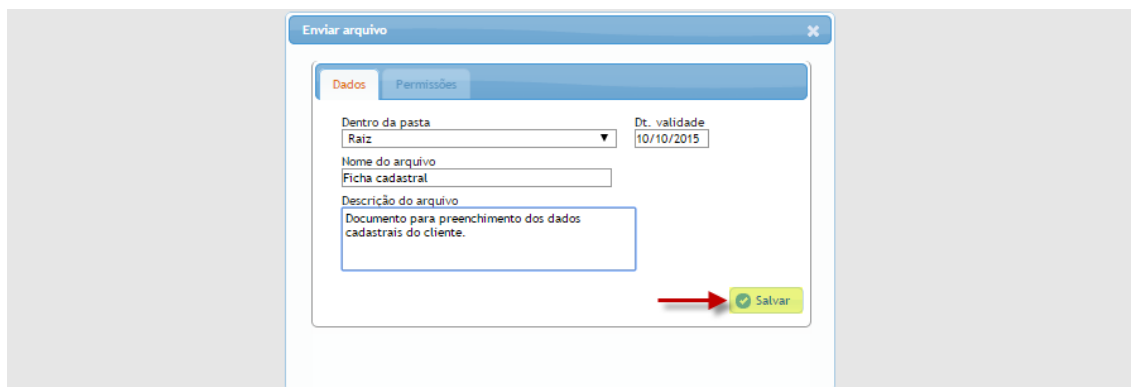 Enviar arquivo
Dados
Permissões
Dentro da pasta
Dt. validade
Raiz
10/10/2015
Nome do arquivo
Ficha cadastral
Descrição do arquivo
Documento para preenchimento dos dados
cadastrais do cliente.
Salvar